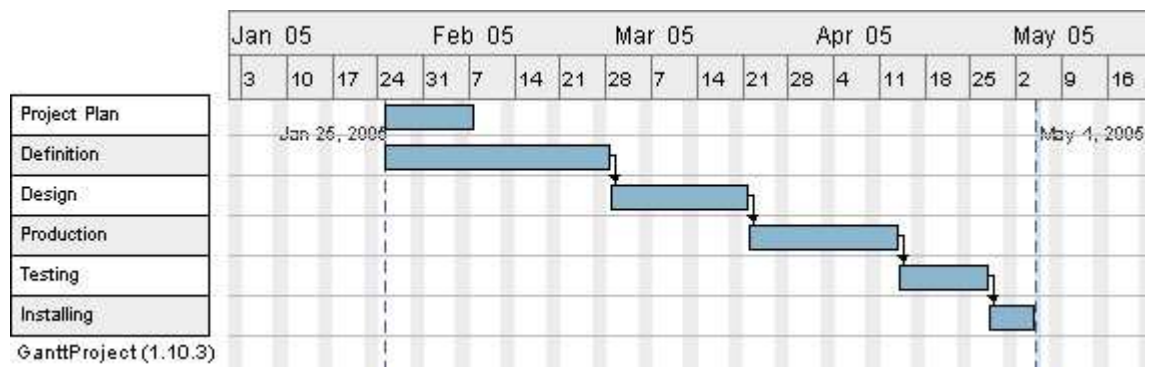 Jan 05 Feb 05 Mar 05 Apr 05 May 05
3 10 17 24 31 7 14 21 28 7 14 21 28 4 11 18 25 2 9 16
Project Plan
Jan 25, 2005 May 4, 2005
Definition
Design
Production
Testing
Installing
GanttProject (1.10.3)